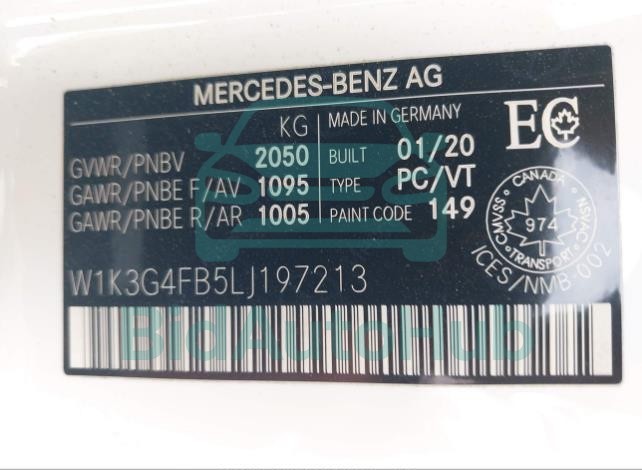 MERCEDES-BENZ AG
KG
GVWR/PNBV 2050
GAWR/PNBE F/AV 1095
GAWR/PNBE R/AR 1005
MADE IN GERMANY
BUILT 01/20
TYPE PC/VT
PAINT CODE 149
EC
CANADA
CMVSS
974
NSVAC
TRANSPORT
ICES/NMB-002
W1K3G4FB5LJ197213
BidAutoHub